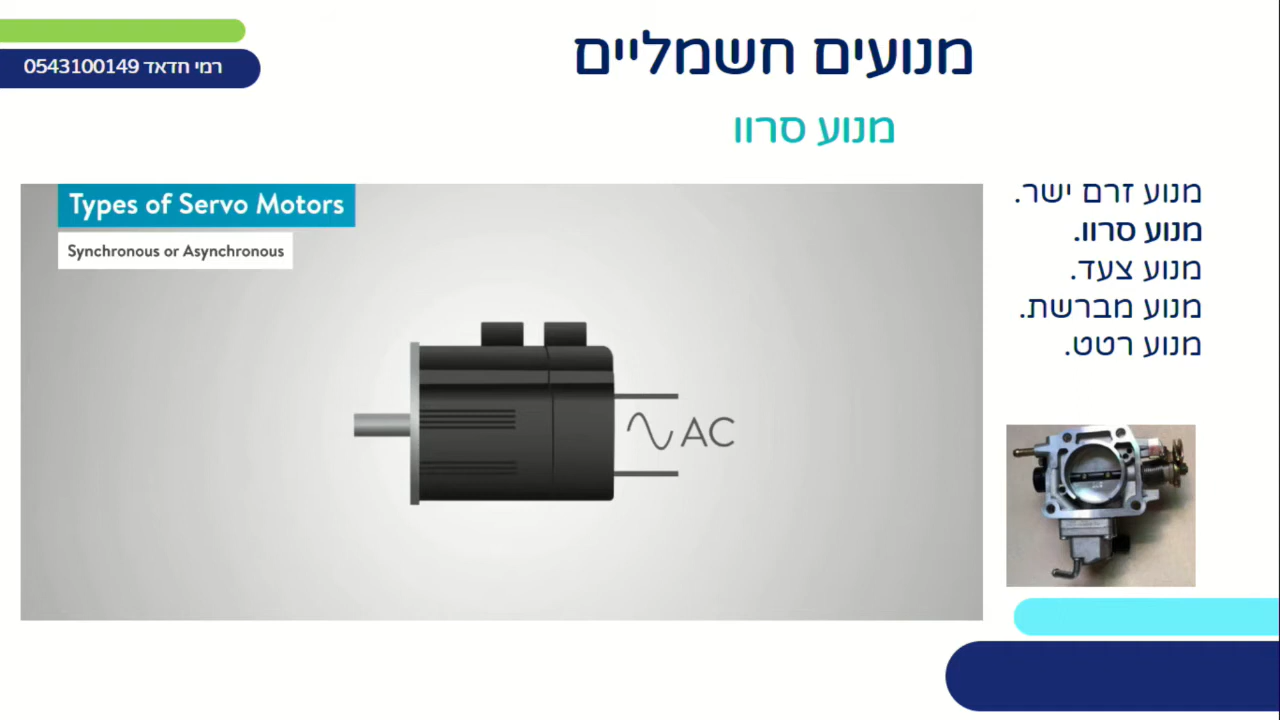 רמי חדאד 0543100149
מנועים חשמליים
מנוע סרוו
Types of Servo Motors
Synchronous or Asynchronous
AC
מנוע זרם ישר.
מנוע סרוו.
מנוע צעד.
מנוע מברשת.
מנוע רטט.